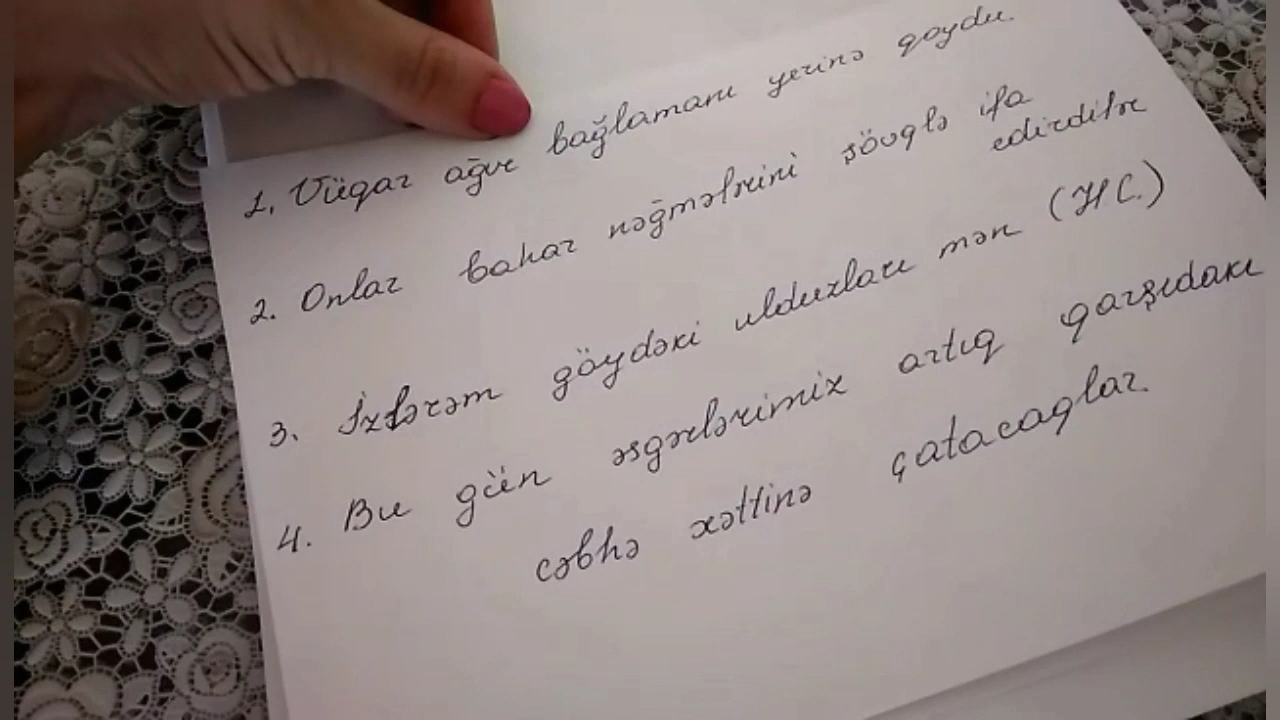 1. Vüqar ağır bağlamanı yerinə qoydu.
2. Onlar bahar nəğmələrini şövqlə ifa
edirdilər
3. İzlərəm göydəki ulduzları mən (H C.)
4. Bu gün əsgərlərimiz artıq qarşıdakı
cəbhə xəttinə çatacaqlar.